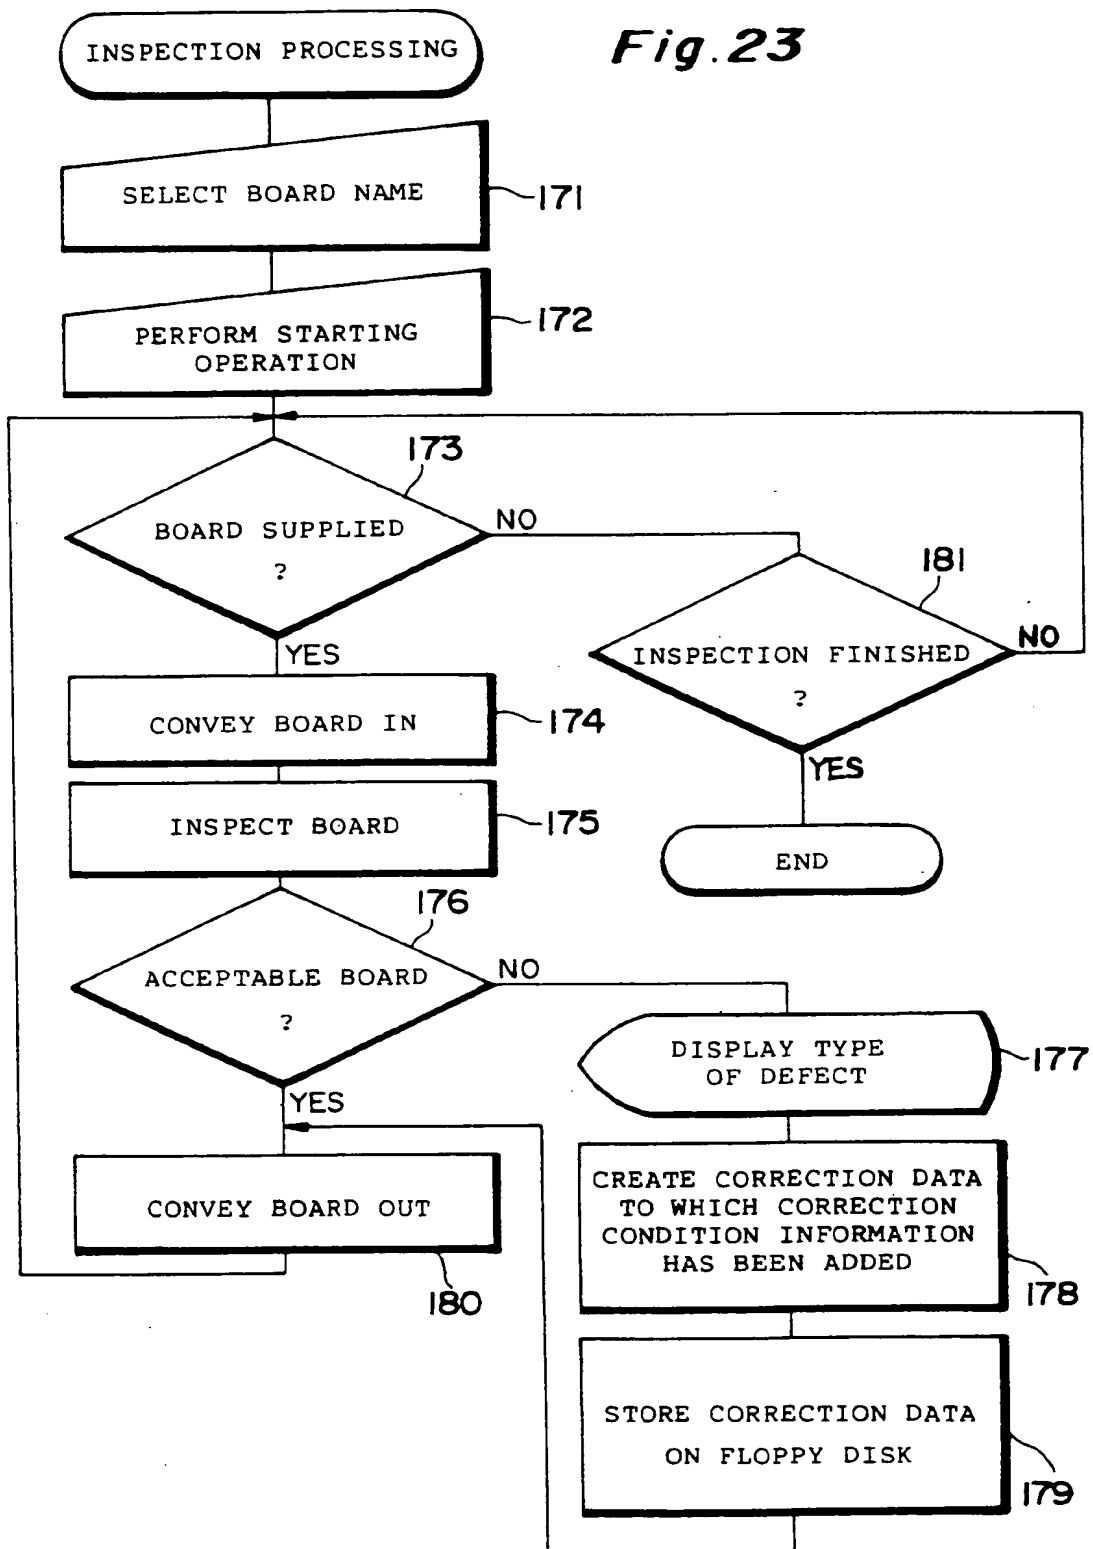 Fig.23
INSPECTION PROCESSING
SELECT BOARD NAME
171
PERFORM STARTING
OPERATION
172
173
BOARD SUPPLIED
?
NO
YES
181
INSPECTION FINISHED
?
NO
YES
END
CONVEY BOARD IN
174
INSPECT BOARD
175
176
ACCEPTABLE BOARD
?
NO
YES
DISPLAY TYPE
OF DEFECT
177
CREATE CORRECTION DATA
TO WHICH CORRECTION
CONDITION INFORMATION
HAS BEEN ADDED
178
STORE CORRECTION DATA
ON FLOPPY DISK
179
CONVEY BOARD OUT
180